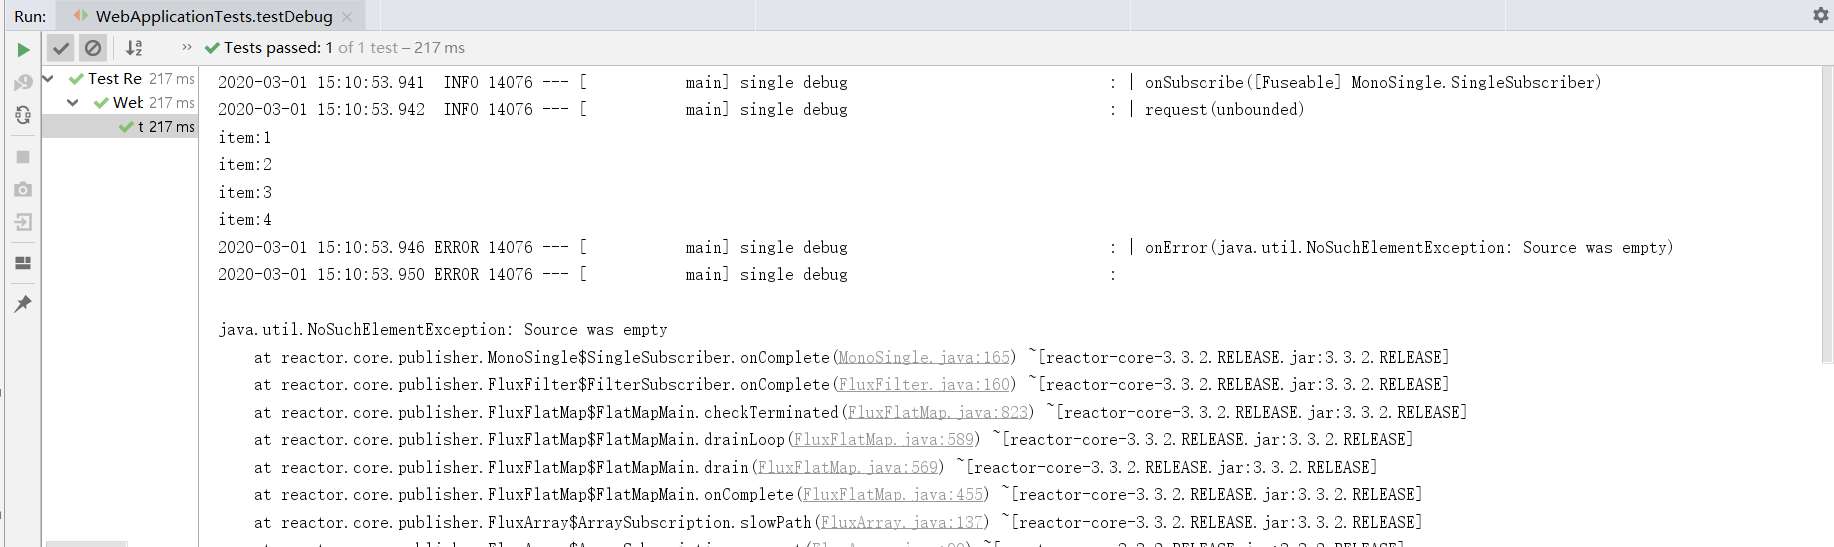 Run: WebApplicationTests.testDebug
Tests passed: 1 of 1 test – 217 ms
Test Re 217 ms
Web 217 ms
t 217 ms
2020-03-01 15:10:53.941  INFO 14076 --- [           main] single debug                             : | onSubscribe([Fuseable] MonoSingle.SingleSubscriber)
2020-03-01 15:10:53.942  INFO 14076 --- [           main] single debug                             : | request(unbounded)
item:1
item:2
item:3
item:4
2020-03-01 15:10:53.946 ERROR 14076 --- [           main] single debug                             : | onError(java.util.NoSuchElementException: Source was empty)
2020-03-01 15:10:53.950 ERROR 14076 --- [           main] single debug                             :
java.util.NoSuchElementException: Source was empty
at reactor.core.publisher.MonoSingle$SingleSubscriber.onComplete(MonoSingle.java:165) ~[reactor-core-3.3.2.RELEASE.jar:3.3.2.RELEASE]
at reactor.core.publisher.FluxFilter$FilterSubscriber.onComplete(FluxFilter.java:160) ~[reactor-core-3.3.2.RELEASE.jar:3.3.2.RELEASE]
at reactor.core.publisher.FluxFlatMap$FlatMapMain.checkTerminated(FluxFlatMap.java:823) ~[reactor-core-3.3.2.RELEASE.jar:3.3.2.RELEASE]
at reactor.core.publisher.FluxFlatMap$FlatMapMain.drainLoop(FluxFlatMap.java:589) ~[reactor-core-3.3.2.RELEASE.jar:3.3.2.RELEASE]
at reactor.core.publisher.FluxFlatMap$FlatMapMain.drain(FluxFlatMap.java:569) ~[reactor-core-3.3.2.RELEASE.jar:3.3.2.RELEASE]
at reactor.core.publisher.FluxFlatMap$FlatMapMain.onComplete(FluxFlatMap.java:455) ~[reactor-core-3.3.2.RELEASE.jar:3.3.2.RELEASE]
at reactor.core.publisher.FluxArray$ArraySubscription.slowPath(FluxArray.java:137) ~[reactor-core-3.3.2.RELEASE.jar:3.3.2.RELEASE]